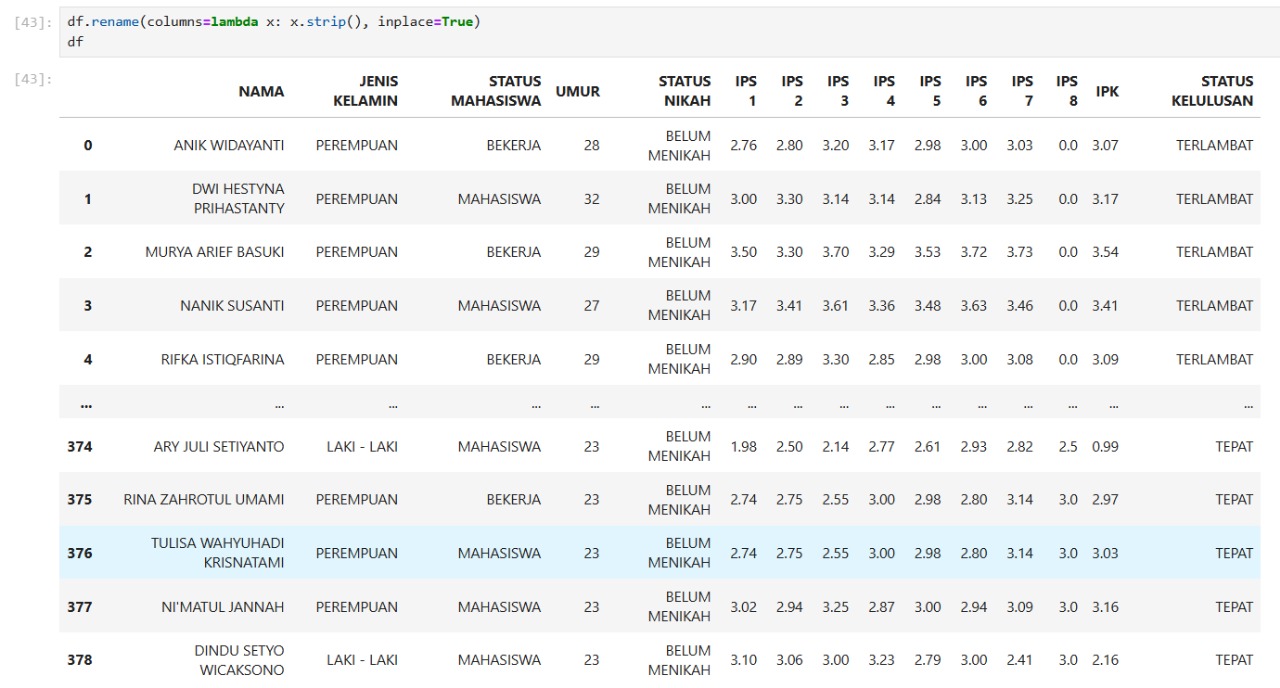 [43]: df.rename(columns=lambda x: x.strip(), inplace=True)
df
[43]:
NAMA JENIS KELAMIN STATUS MAHASISWA UMUR STATUS NIKAH IPS 1 IPS 2 IPS 3 IPS 4 IPS 5 IPS 6 IPS 7 IPS 8 IPK STATUS KELULUSAN
0 ANIK WIDAYANTI PEREMPUAN BEKERJA 28 BELUM MENIKAH 2.76 2.80 3.20 3.17 2.98 3.00 3.03 0.0 3.07 TERLAMBAT
1 DWI HESTYNA PRIHASTANTY PEREMPUAN MAHASISWA 32 BELUM MENIKAH 3.00 3.30 3.14 3.14 2.84 3.13 3.25 0.0 3.17 TERLAMBAT
2 MURYA ARIEF BASUKI PEREMPUAN BEKERJA 29 BELUM MENIKAH 3.50 3.30 3.70 3.29 3.53 3.72 3.73 0.0 3.54 TERLAMBAT
3 NANIK SUSANTI PEREMPUAN MAHASISWA 27 BELUM MENIKAH 3.17 3.41 3.61 3.36 3.48 3.63 3.46 0.0 3.41 TERLAMBAT
4 RIFKA ISTIQFARINA PEREMPUAN BEKERJA 29 BELUM MENIKAH 2.90 2.89 3.30 2.85 2.98 3.00 3.08 0.0 3.09 TERLAMBAT
... ... ... ... ... ... ... ... ... ... ... ... ... ... ... ...
374 ARY JULI SETIYANTO LAKI - LAKI MAHASISWA 23 BELUM MENIKAH 1.98 2.50 2.14 2.77 2.61 2.93 2.82 2.5 0.99 TEPAT
375 RINA ZAHROTUL UMAMI PEREMPUAN BEKERJA 23 BELUM MENIKAH 2.74 2.75 2.55 3.00 2.98 2.80 3.14 3.0 2.97 TEPAT
376 TULISA WAHYUHADI KRISNATAMI PEREMPUAN MAHASISWA 23 BELUM MENIKAH 2.74 2.75 2.55 3.00 2.98 2.80 3.14 3.0 3.03 TEPAT
377 NI'MATUL JANNAH PEREMPUAN MAHASISWA 23 BELUM MENIKAH 3.02 2.94 3.25 2.87 3.00 2.94 3.09 3.0 3.16 TEPAT
378 DINDU SETYO WICAKSONO LAKI - LAKI MAHASISWA 23 BELUM MENIKAH 3.10 3.06 3.00 3.23 2.79 3.00 2.41 3.0 2.16 TEPAT